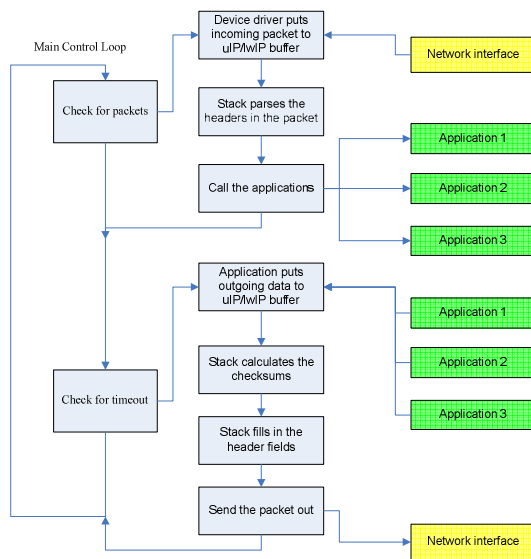 Main Control Loop
Device driver puts
incoming packet to
uIP/lwIP buffer
Network interface
Check for packets
Stack parses the
headers in the packet
Call the applications
Application 1
Application 2
Application 3
Application puts
outgoing data to
uIP/lwIP buffer
Application 1
Application 2
Application 3
Stack calculates the
checksums
Check for timeout
Stack fills in the
header fields
Send the packet out
Network interface